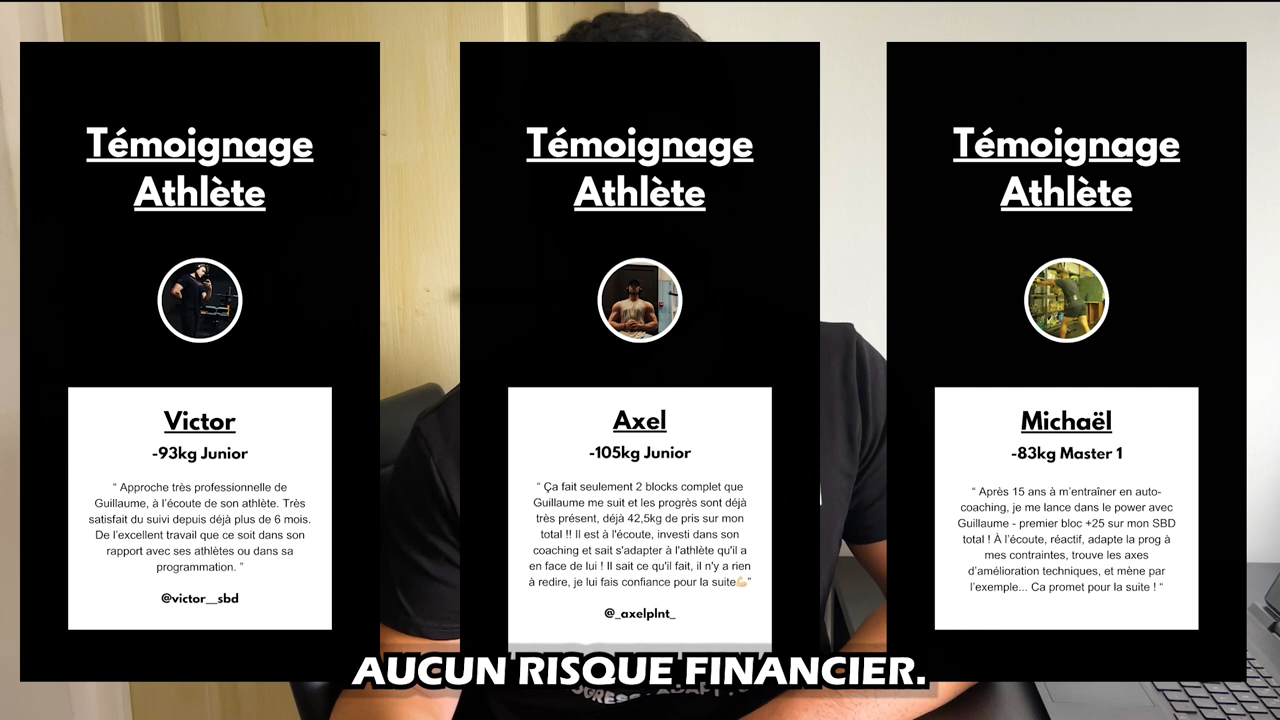 Témoignage
Athlète
Victor
-93kg Junior
“ Approche très professionnelle de
Guillaume, à l'écoute de son athlète. Très
satisfait du suivi depuis déjà plus de 6 mois.
De l'excellent travail que ce soit dans son
rapport avec ses athlètes ou dans sa
programmation. ”
@victor__sbd
Témoignage
Athlète
Axel
-105kg Junior
“ Ça fait seulement 2 blocks complet que
Guillaume me suit et les progrès sont déjà
très présent, déjà 42,5kg de pris sur mon
total !! Il est à l'écoute, investi dans son
coaching et sait s'adapter à l'athlète qu'il a
en face de lui ! Il sait ce qu'il fait, il n'y a rien
à redire, je lui fais confiance pour la suite💪🏼”
@_axelplnt_
Témoignage
Athlète
Michaël
-83kg Master 1
“ Après 15 ans à m'entraîner en auto-
coaching, je me lance dans le power avec
Guillaume - premier bloc +25 sur mon SBD
total ! À l'écoute, réactif, adapte la prog à
mes contraintes, trouve les axes
d'amélioration techniques, et mène par
l'exemple... Ca promet pour la suite ! “
AUCUN RISQUE FINANCIER.